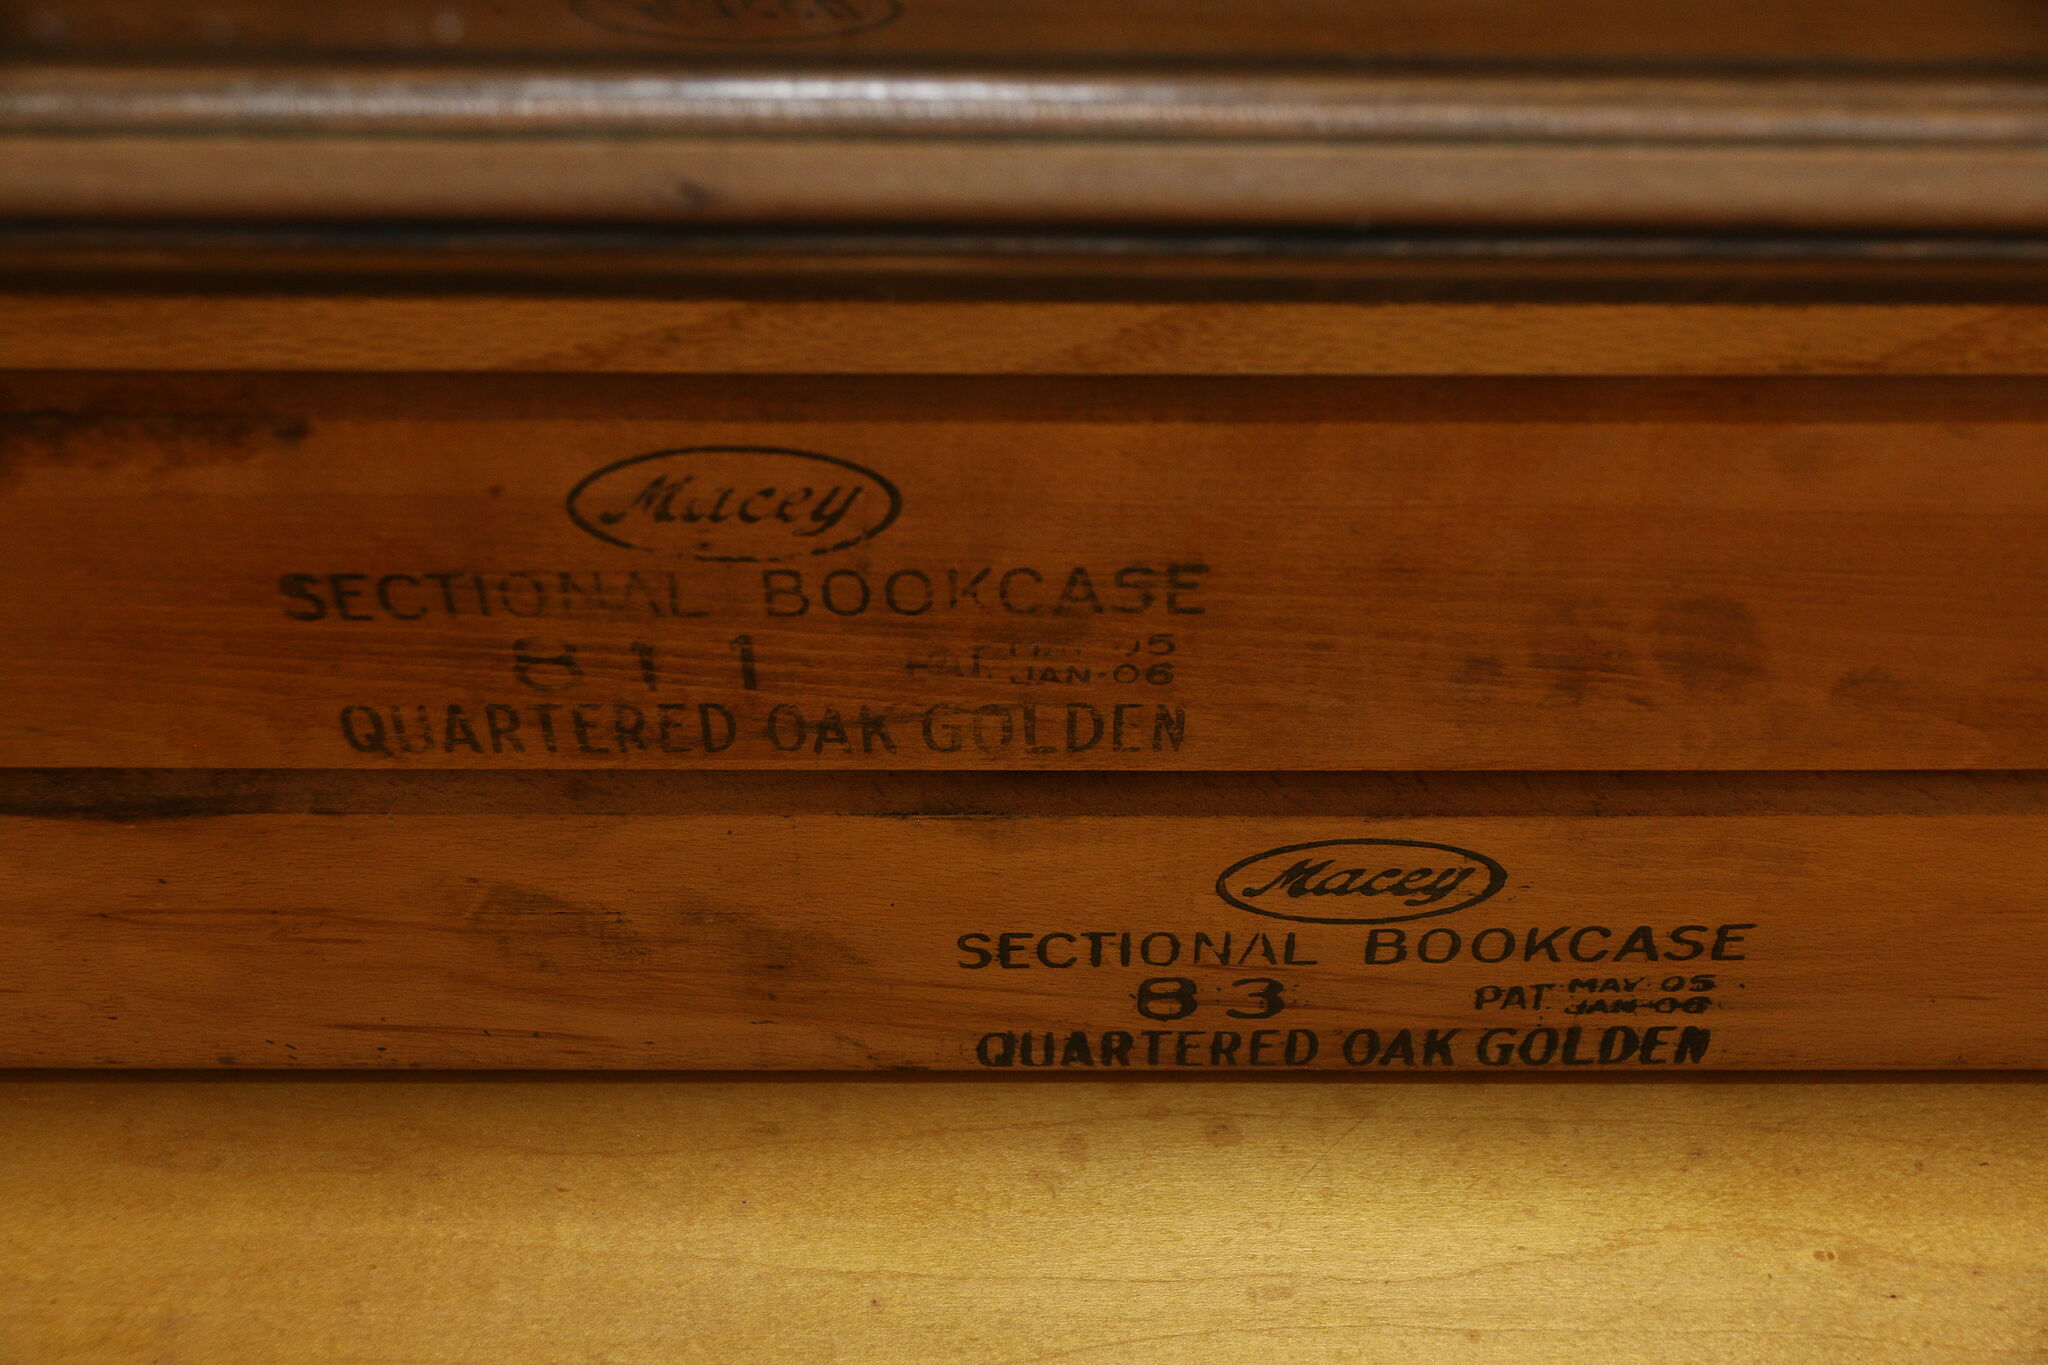 Macey
SECTIONAL BOOKCASE
811 PAT. 05
JAN-06
QUARTERED OAK GOLDEN
Macey
SECTIONAL BOOKCASE
83 PAT. MAY 05
JAN-06
QUARTERED OAK GOLDEN